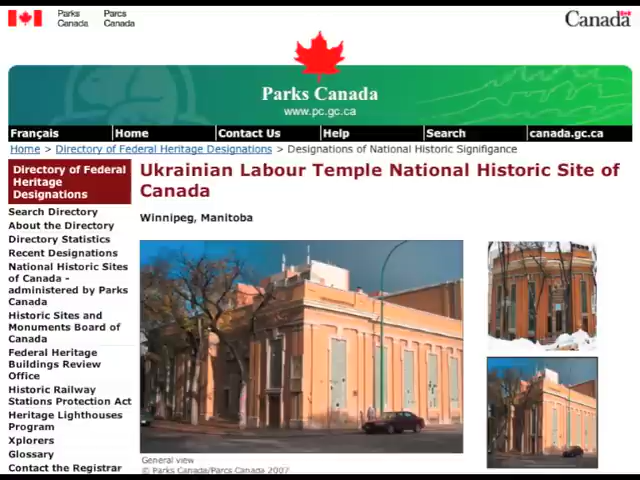 Parks Canada
Parcs Canada
Canada
Parks Canada
www.pc.gc.ca
Français
Home
Contact Us
Help
Search
canada.gc.ca
Home > Directory of Federal Heritage Designations > Designations of National Historic Signifigance
Directory of Federal
Heritage
Designations
Search Directory
About the Directory
Directory Statistics
Recent Designations
National Historic Sites
of Canada -
administered by Parks
Canada
Historic Sites and
Monuments Board of
Canada
Federal Heritage
Buildings Review
Office
Historic Railway
Stations Protection Act
Heritage Lighthouses
Program
Xplorers
Glossary
Contact the Registrar
Ukrainian Labour Temple National Historic Site of
Canada
Winnipeg, Manitoba
General view
© Parks Canada/Parcs Canada 2007